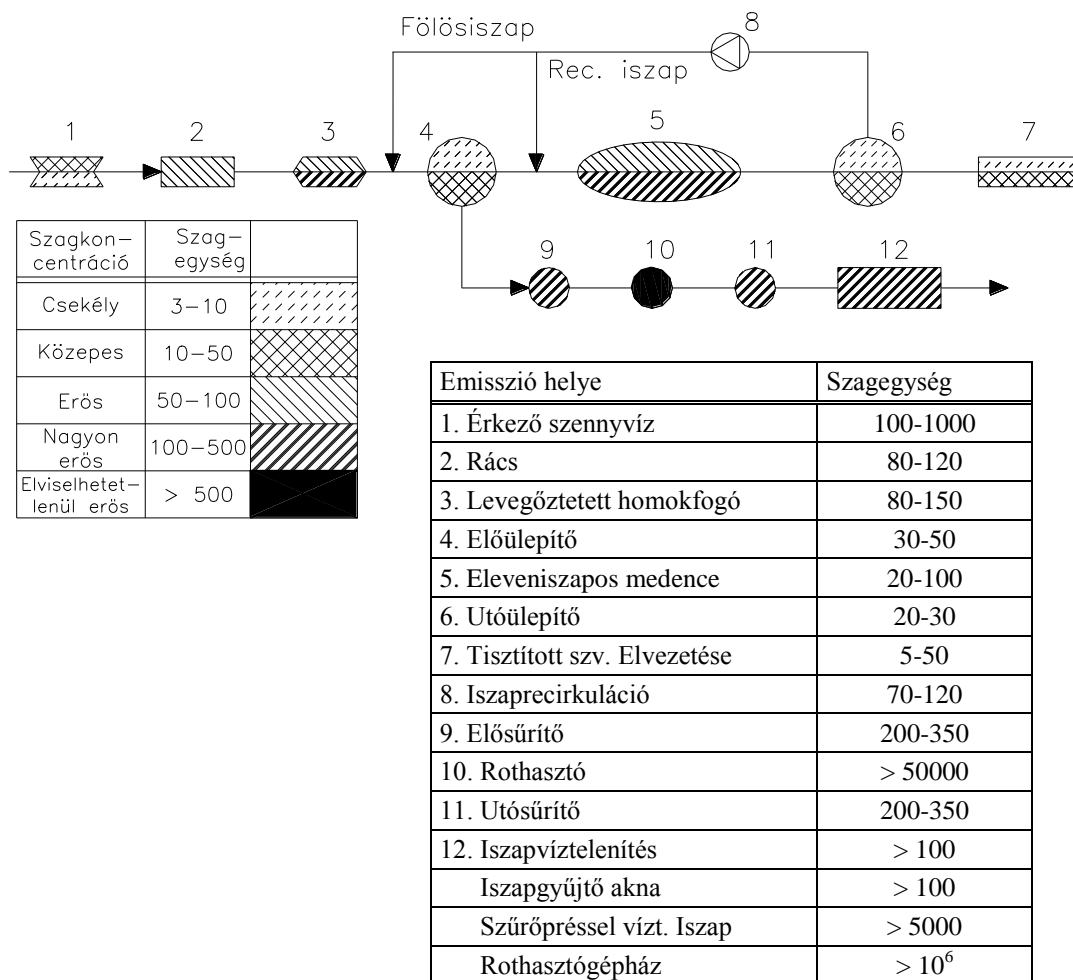 Fölösiszap
8
Rec. iszap
1
2
3
4
5
6
7
9
10
11
12
Szagkon-
centráció
Szag-
egység
Csekély
3-10
Közepes
10-50
Erös
50-100
Nagyon
erös
100-500
Elviselhetet-
lenül erös
> 500
Emisszió helye Szagegység
1. Érkező szennyvíz 100-1000
2. Rács 80-120
3. Levegőztetett homokfogó 80-150
4. Előülepítő 30-50
5. Eleveniszapos medence 20-100
6. Utóülepítő 20-30
7. Tisztított szv. Elvezetése 5-50
8. Iszaprecirkuláció 70-120
9. Elősűrítő 200-350
10. Rothasztó > 50000
11. Utósűrítő 200-350
12. Iszapvíztelenítés > 100
Iszapgyűjtő akna > 100
Szűrőpréssel vízt. Iszap > 5000
Rothasztógépház > 10⁶